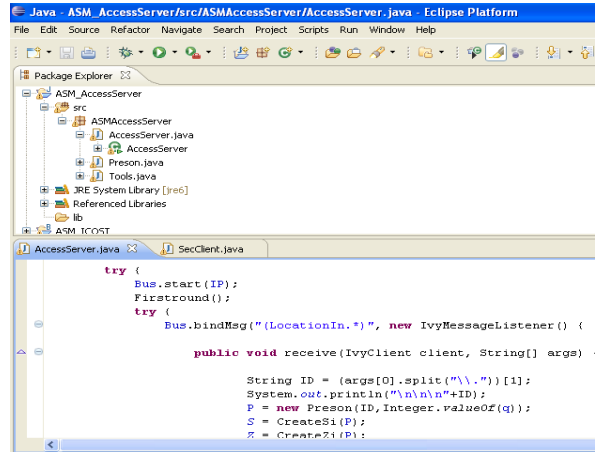 Java - ASM_AccessServer/src/ASMAccessServer/AccessServer.java - Eclipse Platform
File Edit Source Refactor Navigate Search Project Scripts Run Window Help
Package Explorer
ASM_AccessServer
src
ASMAccessServer
AccessServer.java
AccessServer
Preson.java
Tools.java
JRE System Library [jre6]
Referenced Libraries
lib
ASM_ICOST
AccessServer.java SecClient.java
try {
Bus.start(IP);
Firstround();
try {
Bus.bindMsg("(LocationIn.*)", new IvyMessageListener() {
public void receive(IvyClient client, String[] args) {
String ID = (args[0].split("\\."))[1];
System.out.println("\n\n\n"+ID);
P = new Preson(ID,Integer.valueOf(q));
S = CreateSi(P);
Z = CreateZi(P);